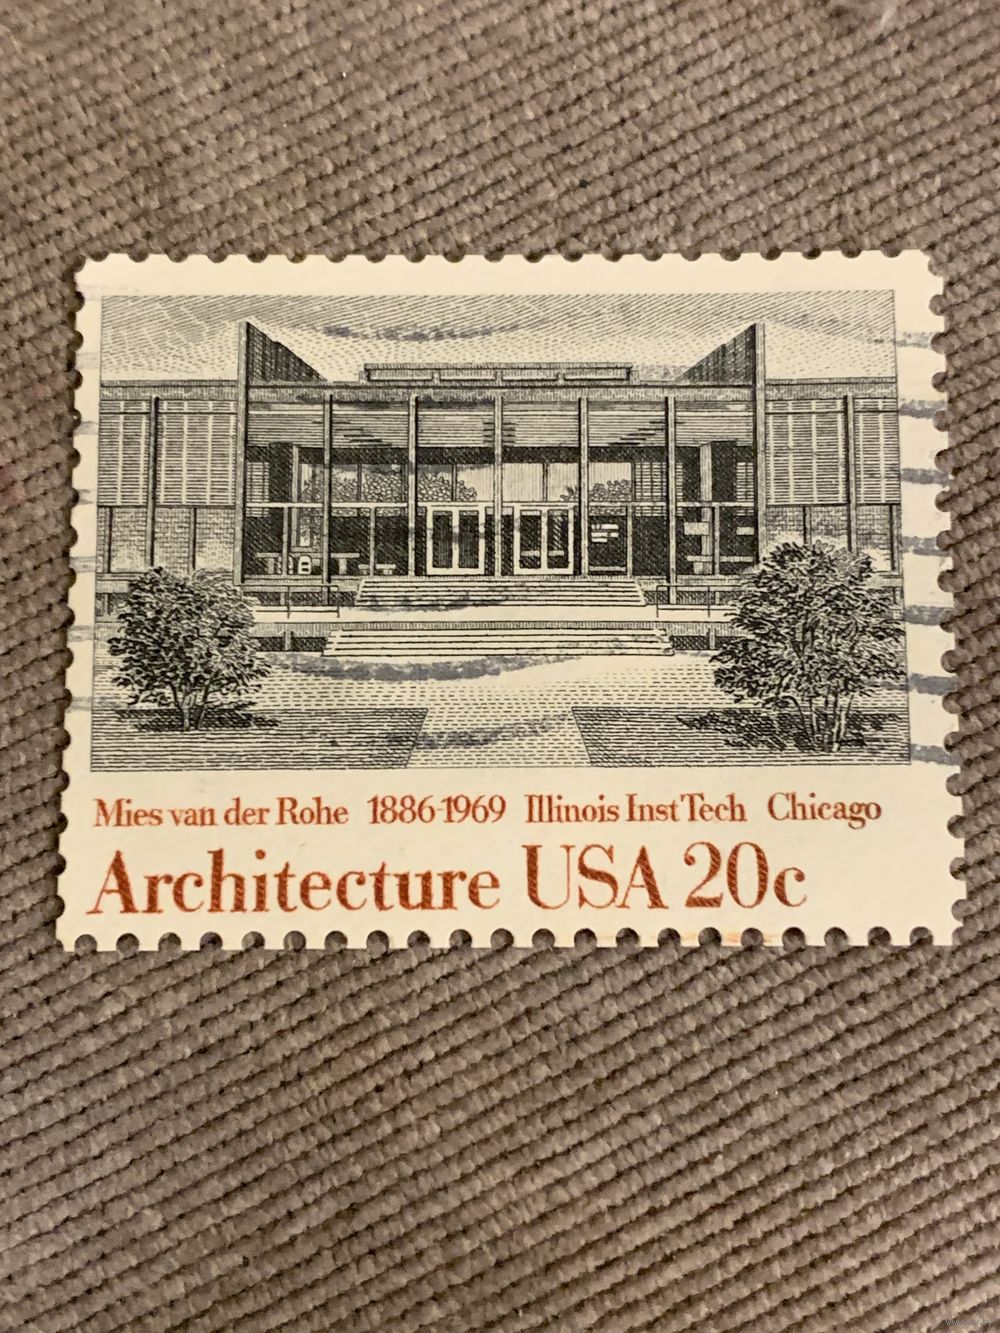 Mies van der Rohe 1886-1969 Illinois Inst Tech Chicago
Architecture USA 20c